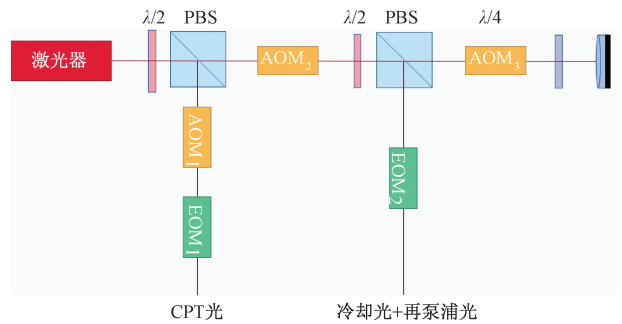 λ/2 PBS λ/2 PBS λ/4
激光器
AOM₂
AOM₃
AOM₁
EOM₁
EOM₂
CPT光
冷却光+再泵浦光